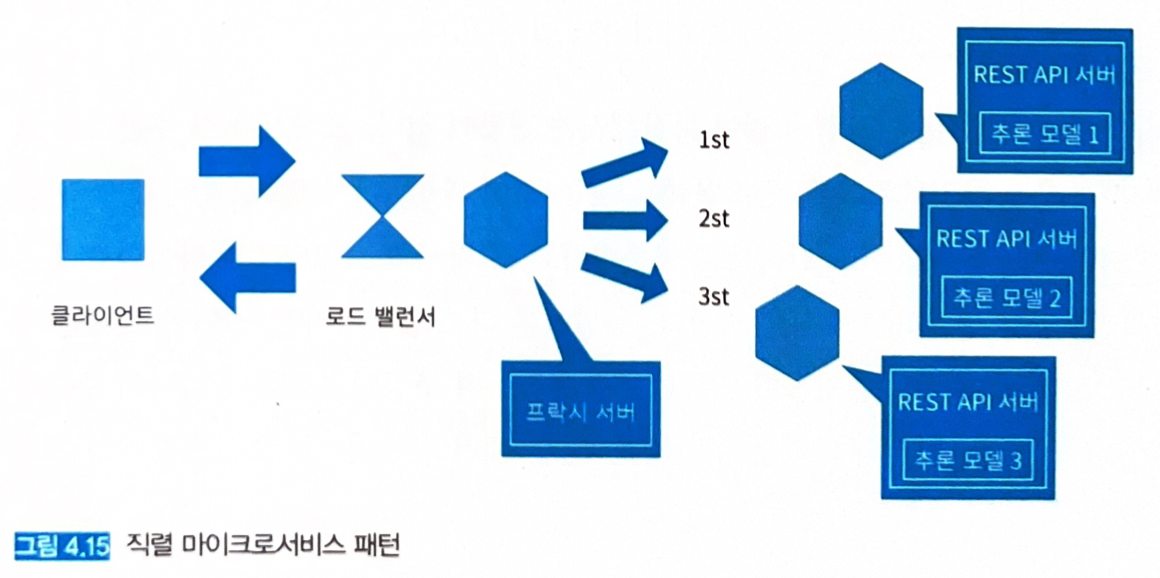 REST API 서버
추론 모델 1
1st
2st
REST API 서버
추론 모델 2
3st
클라이언트
로드 밸런서
프락시 서버
REST API 서버
추론 모델 3
그림 4.15 직렬 마이크로서비스 패턴